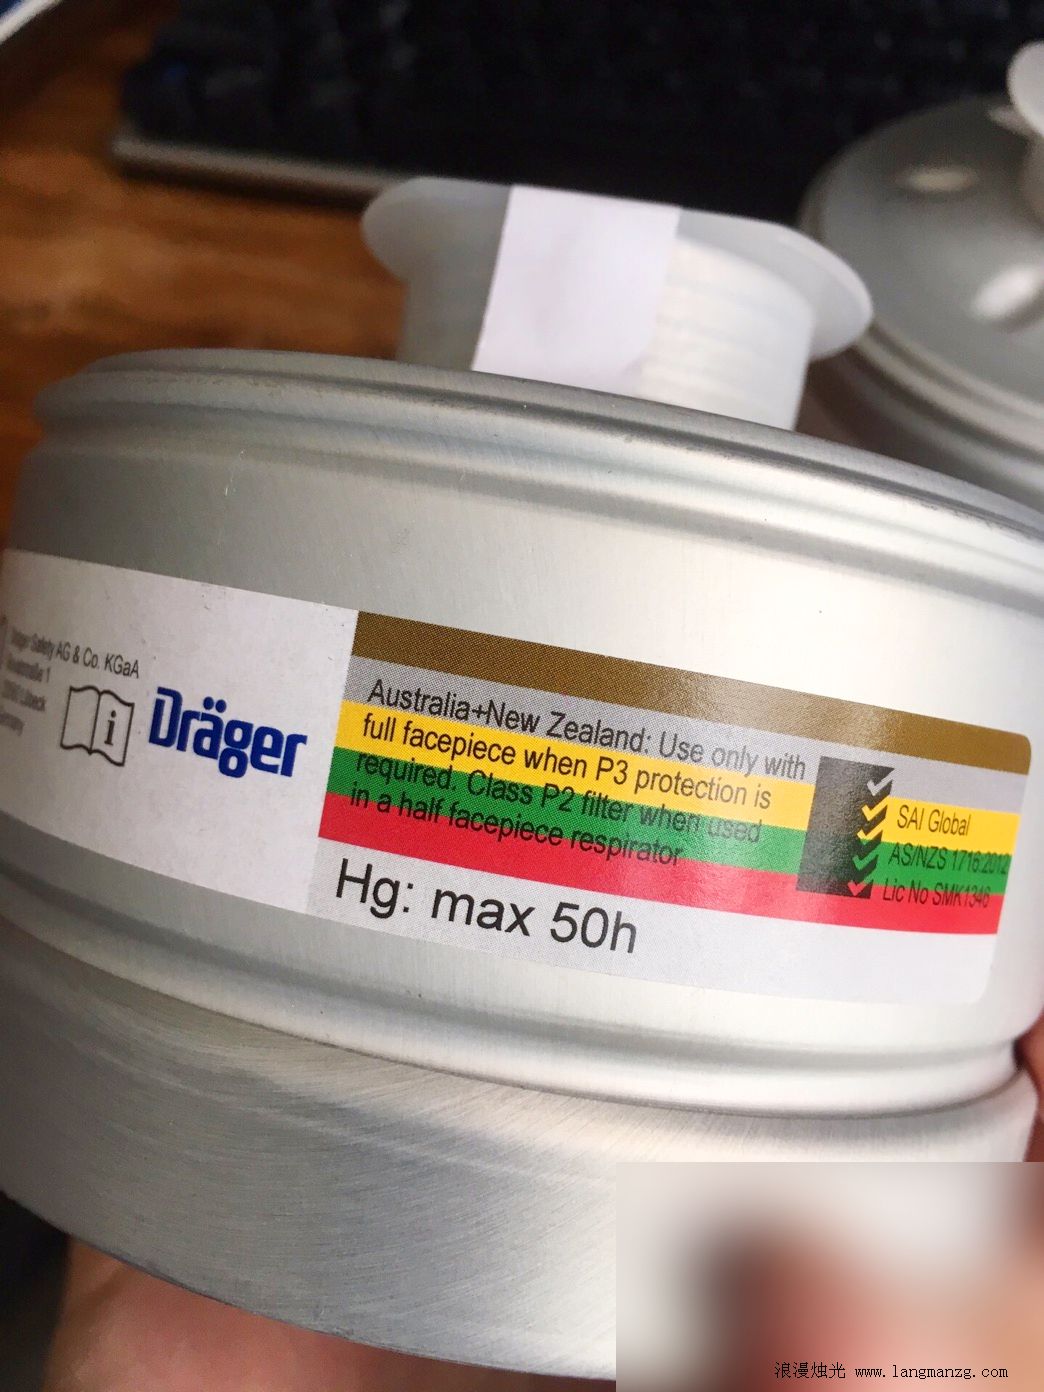 Safety AG & Co. KGaA
1
Lübeck
i
Dräger
Australia+New Zealand: Use only with
full facepiece when P3 protection is
required. Class P2 filter when used
in a half facepiece respirator
SAI Global
AS/NZS 1716:2012
Lic No SMK1346
Hg: max 50h
浪漫烛光 www.langmanzg.com